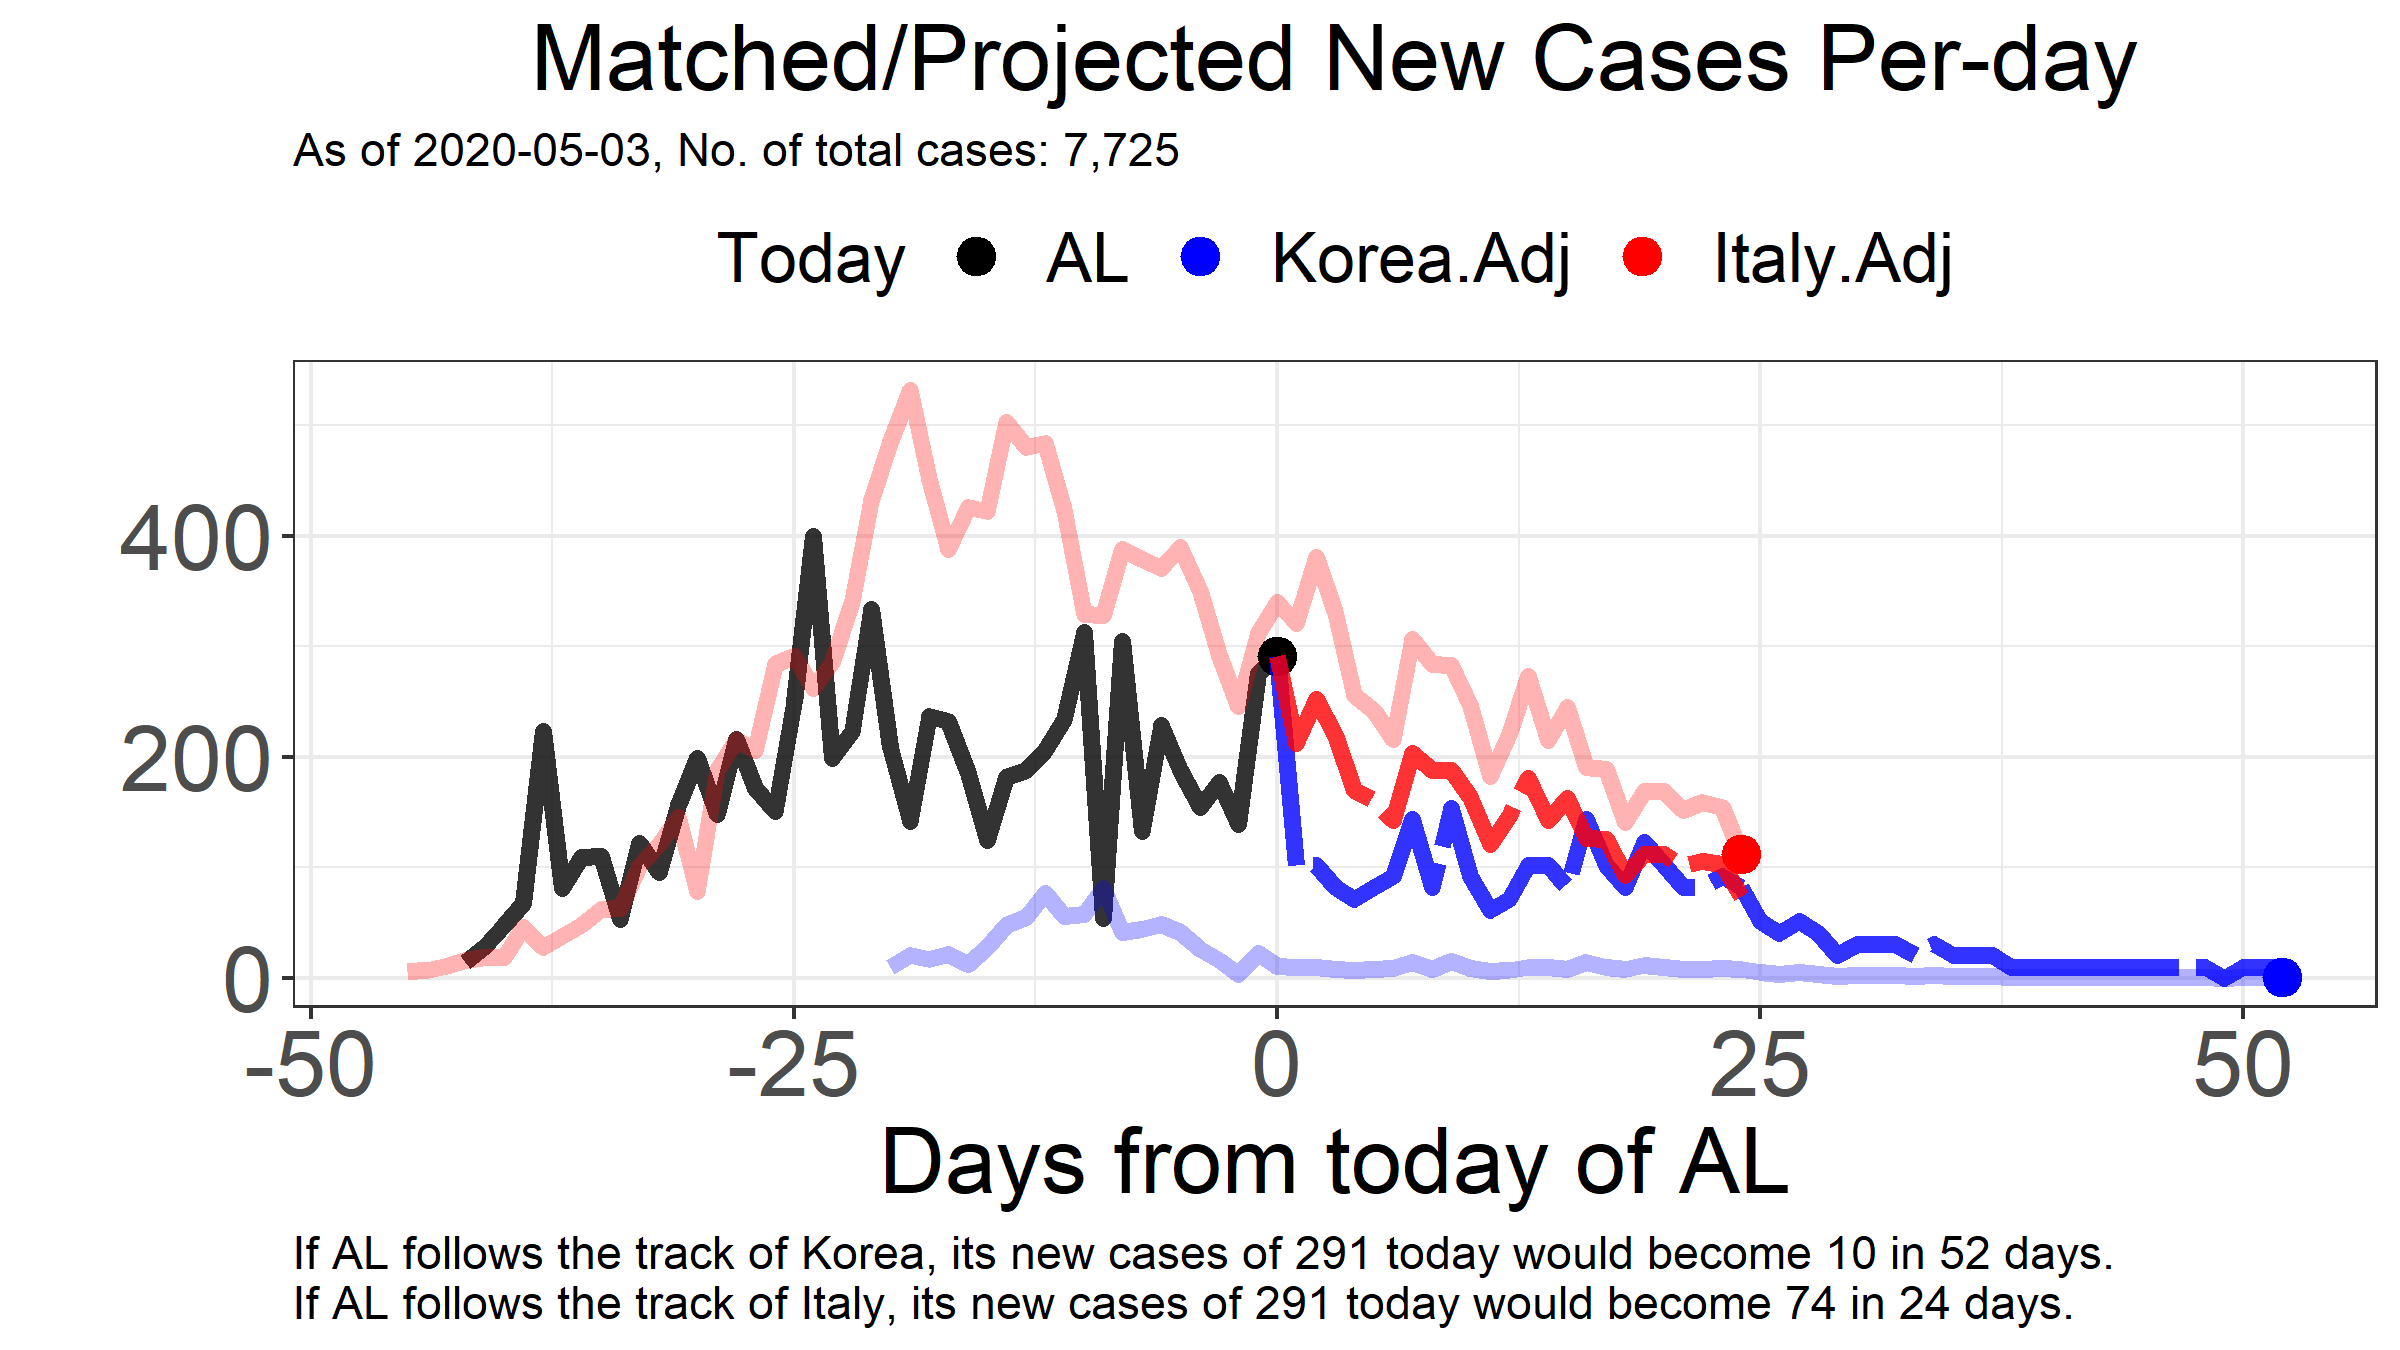 Matched/Projected New Cases Per-day
As of 2020-05-03, No. of total cases: 7,725
Today AL Korea.Adj Italy.Adj
400
200
0
-50 -25 0 25 50
Days from today of AL
If AL follows the track of Korea, its new cases of 291 today would become 10 in 52 days.
If AL follows the track of Italy, its new cases of 291 today would become 74 in 24 days.